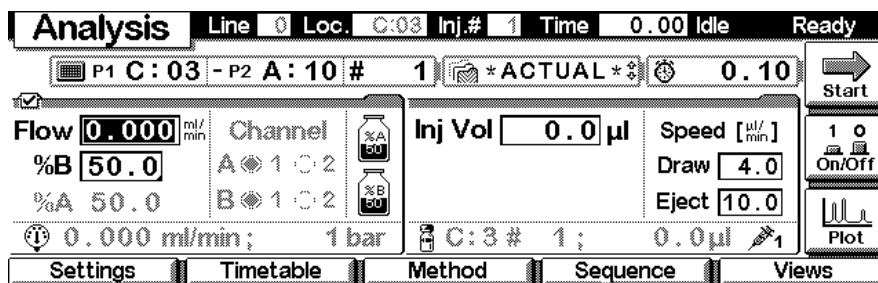 Analysis Line 0 Loc. C:03 Inj.# 1 Time 0.00 Idle Ready
P1 C:03 - P2 A:10 # 1 *ACTUAL* 0.10
Start
Flow 0.000 ml/min Channel %A 50 Inj Vol 0.0 µl Speed [µl/min]
1 0
%B 50.0 A 1 2 Draw 4.0 On/Off
%A 50.0 B 1 2 %B 50 Eject 10.0
0.000 ml/min; 1 bar C:3 # 1; 0.0µl 1 Plot
Settings Timetable Method Sequence Views